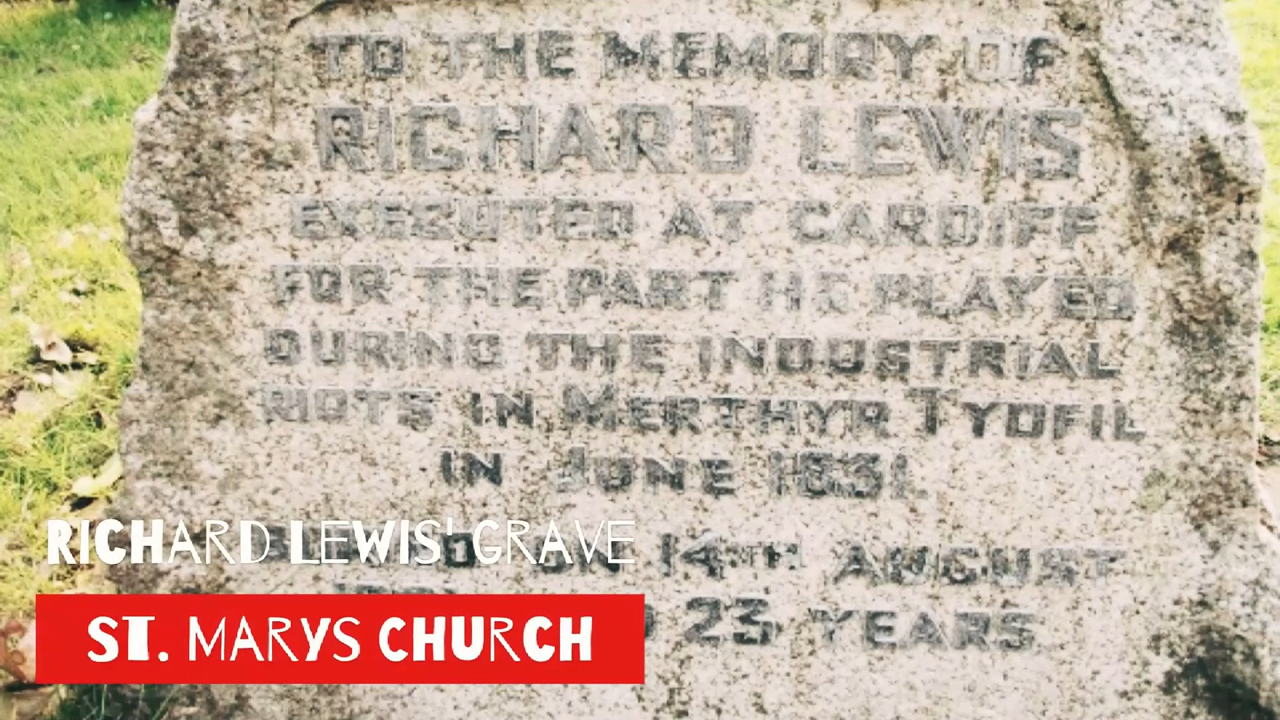 TO THE MEMORY OF
RICHARD LEWIS
EXECUTED AT CARDIFF
FOR THE PART HE PLAYED
DURING THE INDUSTRIAL
RIOTS IN MERTHYR TYDFIL
IN JUNE 1831.
RICHARD LEWIS' GRAVE
ON 14TH AUGUST
23 YEARS
ST. MARYS CHURCH